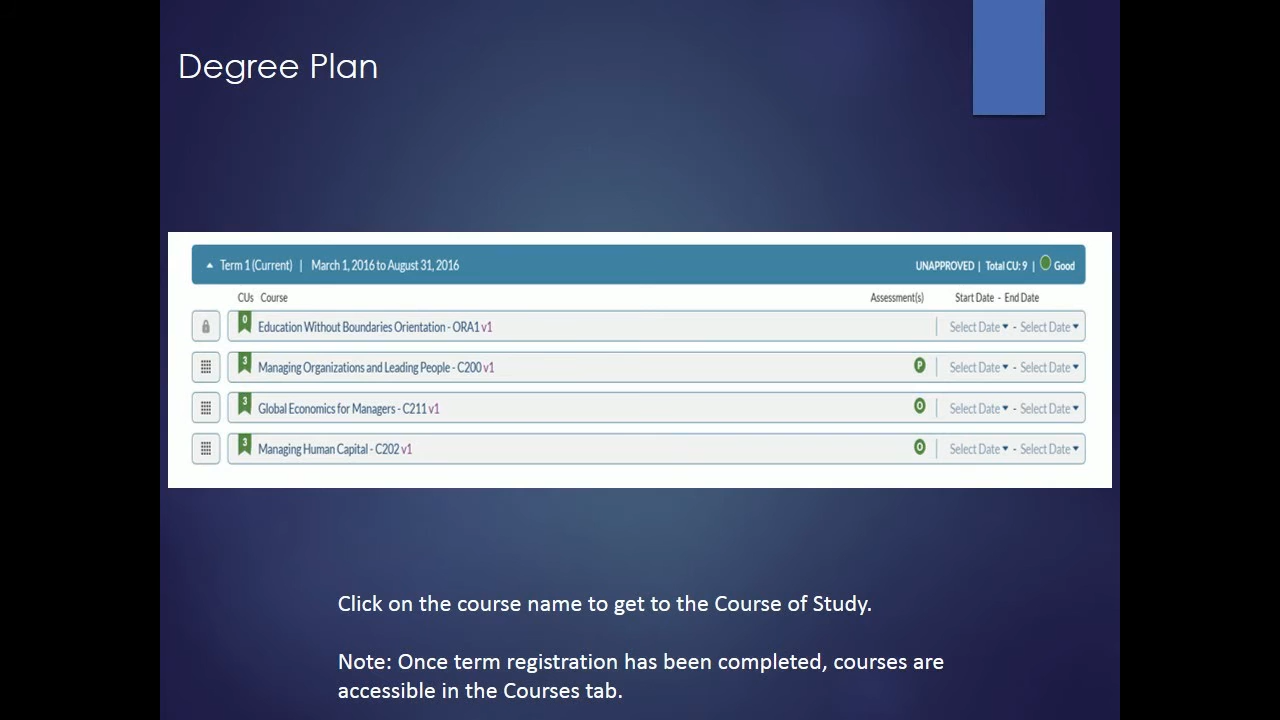 Degree Plan
Term 1 (Current) | March 1, 2016 to August 31, 2016 UNAPPROVED | Total CU: 9 | Good
CUs Course Assessment(s) Start Date - End Date
0 Education Without Boundaries Orientation - ORA1 v1 Select Date - Select Date
3 Managing Organizations and Leading People - C200 v1 P Select Date - Select Date
3 Global Economics for Managers - C211 v1 O Select Date - Select Date
3 Managing Human Capital - C202 v1 O Select Date - Select Date
Click on the course name to get to the Course of Study.
Note: Once term registration has been completed, courses are
accessible in the Courses tab.